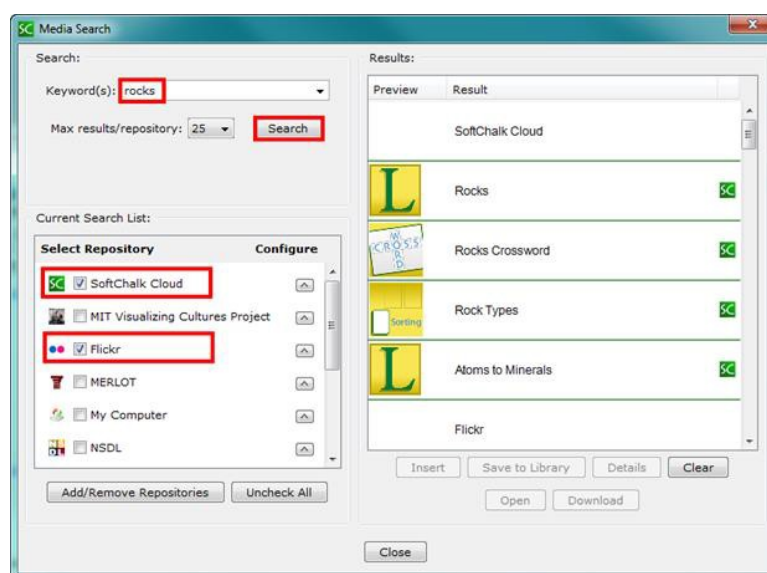 SC Media Search
Search:
Keyword(s): rocks
Max results/repository: 25 Search
Current Search List:
Select Repository Configure
SC SoftChalk Cloud
MIT Visualizing Cultures Project
Flickr
MERLOT
My Computer
NSDL
Add/Remove Repositories Uncheck All
Results:
Preview Result
SoftChalk Cloud
L Rocks SC
CROSS WORD Rocks Crossword SC
Sorting Rock Types SC
L Atoms to Minerals SC
Flickr
Insert Save to Library Details Clear
Open Download
Close